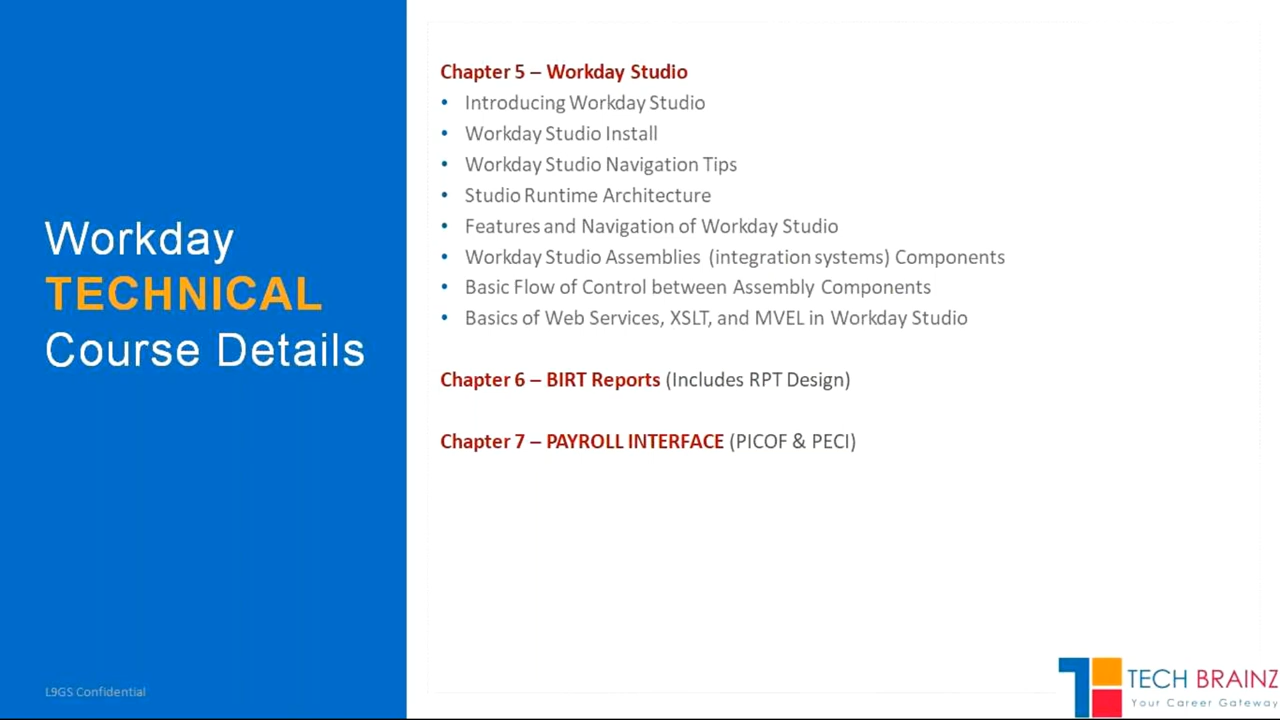 Workday
TECHNICAL
Course Details
L9GS Confidential
Chapter 5 – Workday Studio
• Introducing Workday Studio
• Workday Studio Install
• Workday Studio Navigation Tips
• Studio Runtime Architecture
• Features and Navigation of Workday Studio
• Workday Studio Assemblies (integration systems) Components
• Basic Flow of Control between Assembly Components
• Basics of Web Services, XSLT, and MVEL in Workday Studio
Chapter 6 – BIRT Reports (Includes RPT Design)
Chapter 7 – PAYROLL INTERFACE (PICOF & PECI)
TECH BRAINZ
Your Career Gateway